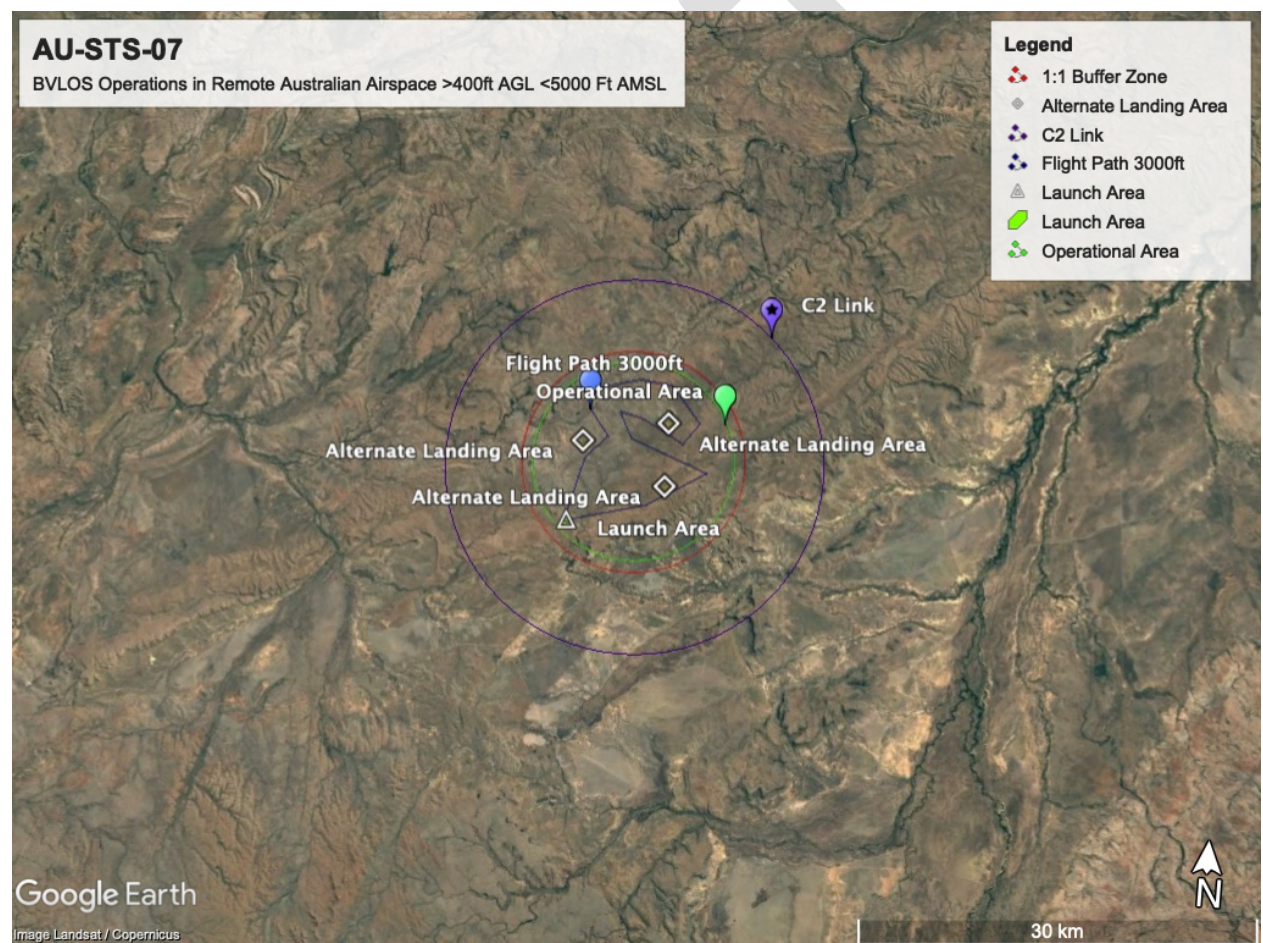 AU-STS-07
BVLOS Operations in Remote Australian Airspace >400ft AGL <5000 Ft AMSL
Legend
1:1 Buffer Zone
Alternate Landing Area
C2 Link
Flight Path 3000ft
Launch Area
Launch Area
Operational Area
C2 Link
Flight Path 3000ft
Operational Area
Alternate Landing Area
Alternate Landing Area
Alternate Landing Area
Launch Area
Google Earth
Image Landsat / Copernicus
N
30 km